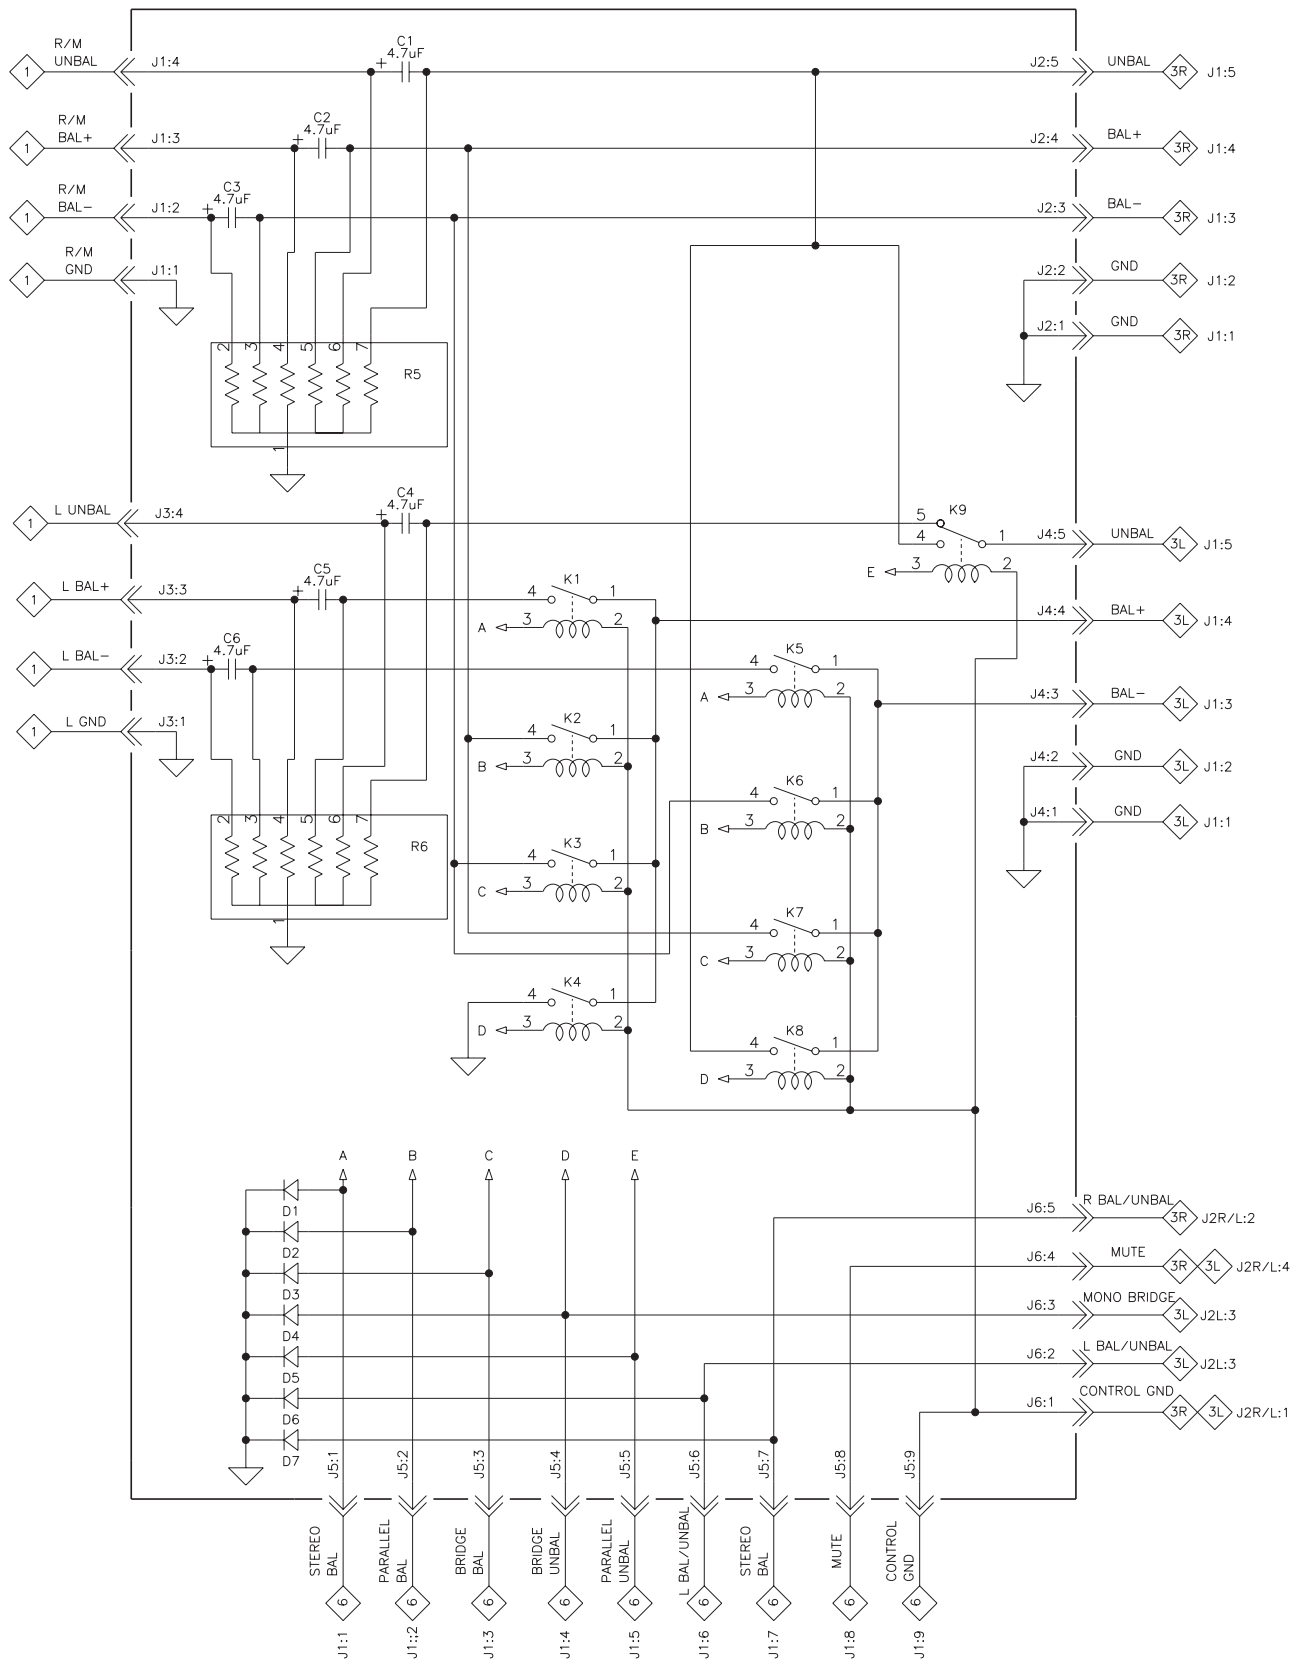 R/M
UNBAL
1
J1:4
C1
4.7uF
+
J2:5
UNBAL
3R
J1:5
R/M
BAL+
1
J1:3
C2
4.7uF
+
J2:4
BAL+
3R
J1:4
R/M
BAL−
1
J1:2
C3
4.7uF
+
J2:3
BAL−
3R
J1:3
R/M
GND
1
J1:1
J2:2
GND
3R
J1:2
J2:1
GND
3R
J1:1
2 3 4 5 6 7
R5
1
L UNBAL
1
J3:4
C4
4.7uF
+
5
K9
4
1
E
3
2
J4:5
UNBAL
3L
J1:5
L BAL+
1
J3:3
C5
4.7uF
+
K1
4
1
A
3
2
J4:4
BAL+
3L
J1:4
L BAL−
1
J3:2
C6
4.7uF
+
K5
4
1
A
3
2
J4:3
BAL−
3L
J1:3
L GND
1
J3:1
K2
4
1
B
3
2
J4:2
GND
3L
J1:2
K6
4
1
B
3
2
J4:1
GND
3L
J1:1
2 3 4 5 6 7
R6
1
K3
4
1
C
3
2
K7
4
1
C
3
2
K4
4
1
D
3
2
K8
4
1
D
3
2
A B C D E
D1
D2
D3
D4
D5
D6
D7
J6:5
R BAL/UNBAL
3R
J2R/L:2
J6:4
MUTE
3R
3L
J2R/L:4
J6:3
MONO BRIDGE
3L
J2L:3
J6:2
L BAL/UNBAL
3L
J2L:3
J6:1
CONTROL GND
3R
3L
J2R/L:1
J5:1
STEREO
BAL
6
J1:1
J5:2
PARALLEL
BAL
6
J1:;2
J5:3
BRIDGE
BAL
6
J1:3
J5:4
BRIDGE
UNBAL
6
J1:4
J5:5
PARALLEL
UNBAL
6
J1:5
J5:6
L BAL/UNBAL
6
J1:6
J5:7
STEREO
BAL
6
J1:7
J5:8
MUTE
6
J1:8
J5:9
CONTROL
GND
6
J1:9